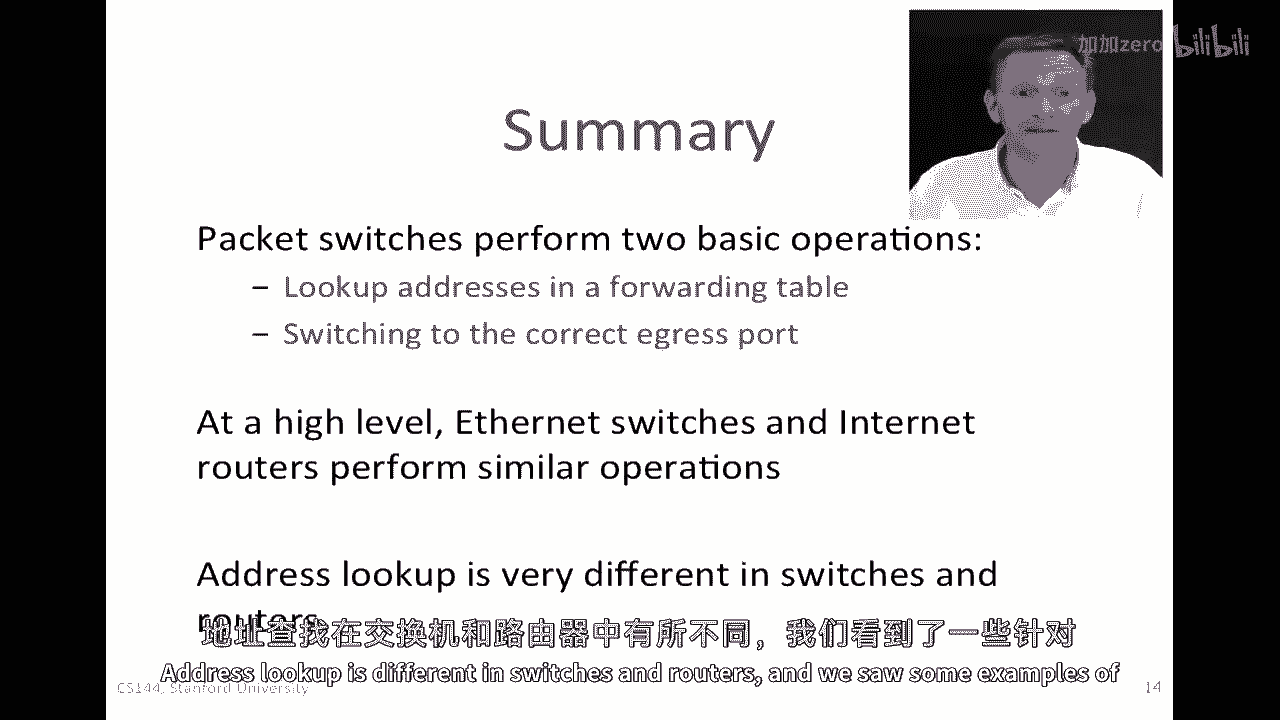 加加zero bilibili
Summary
Packet switches perform two basic operations:
– Lookup addresses in a forwarding table
– Switching to the correct egress port
At a high level, Ethernet switches and Internet
routers perform similar operations
Address lookup is very different in switches and
routers.
地址查找在交换机和路由器中有所不同，我们看到了一些针对
Address lookup is different in switches and routers, and we saw some examples of
CS144, Stanford University
14